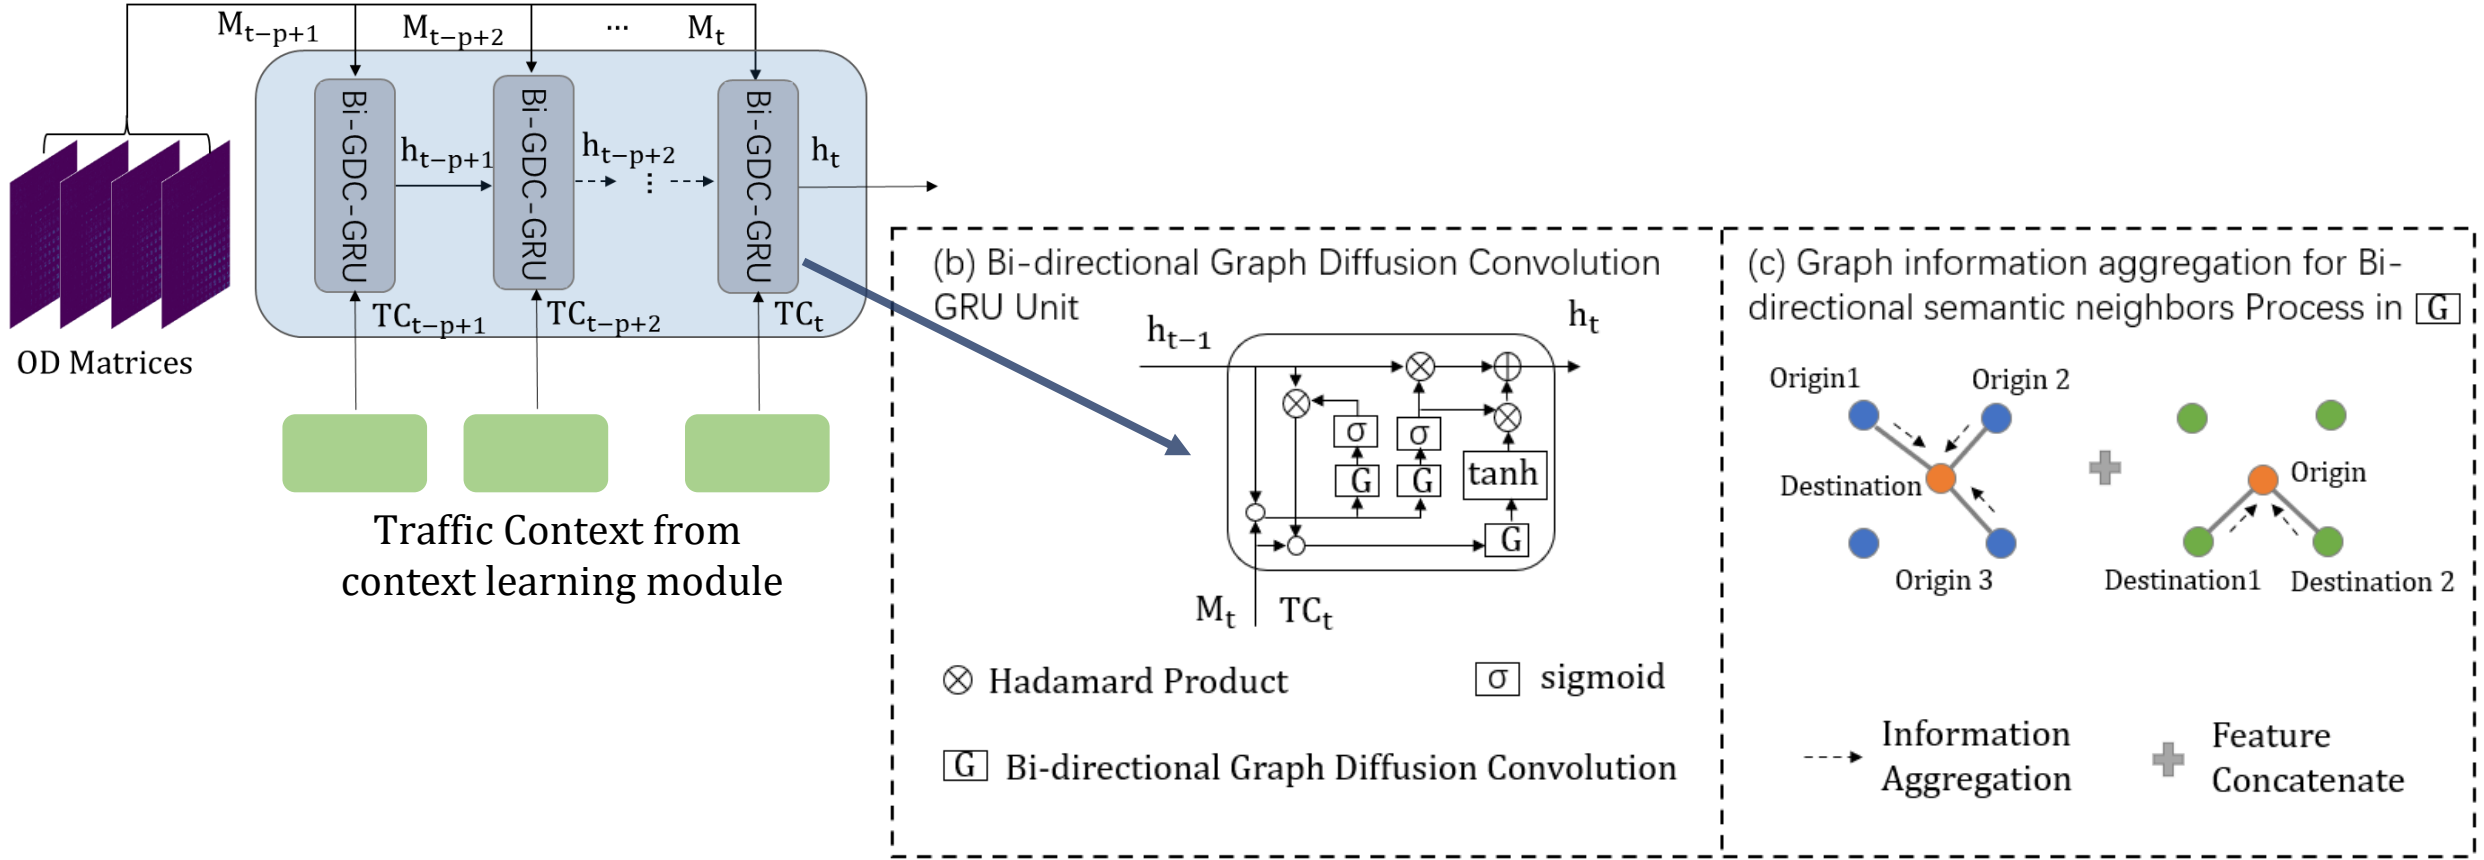 M_{t-p+1}
M_{t-p+2}
...
M_t
Bi-GDC-GRU
Bi-GDC-GRU
Bi-GDC-GRU
h_{t-p+1}
h_{t-p+2}
...
h_t
TC_{t-p+1}
TC_{t-p+2}
TC_t
OD Matrices
Traffic Context from
context learning module
(b) Bi-directional Graph Diffusion Convolution
GRU Unit
h_{t-1}
h_t
σ
σ
G
G
tanh
G
M_t
TC_t
Hadamard Product
σ sigmoid
G Bi-directional Graph Diffusion Convolution
(c) Graph information aggregation for Bi-
directional semantic neighbors Process in G
Origin1
Origin 2
Destination
Origin 3
Origin
Destination1
Destination 2
Information
Aggregation
Feature
Concatenate